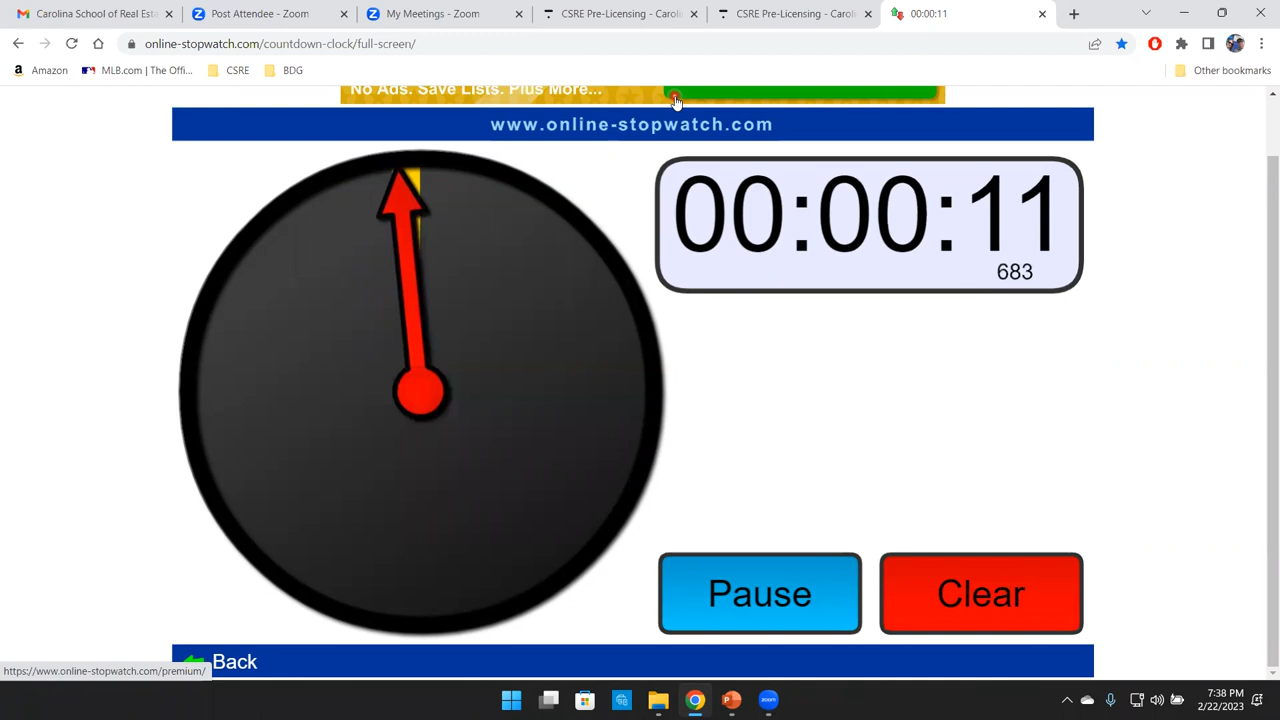 Carolina School of Real Esta
Post Attendee - Zoom
My Meetings - Zoom
CSRE Pre-Licensing - Caroli
CSRE Pre-Licensing - Caroli
00:00:11
online-stopwatch.com/countdown-clock/full-screen/
Amazon
MLB.com | The Offi...
CSRE
BDG
Other bookmarks
No Ads. Save Lists. Plus More...
www.online-stopwatch.com
00:00:11
683
Pause
Clear
Back
https://www.online-stopwatch.com/premium/
zoom
7:38 PM
2/22/2023